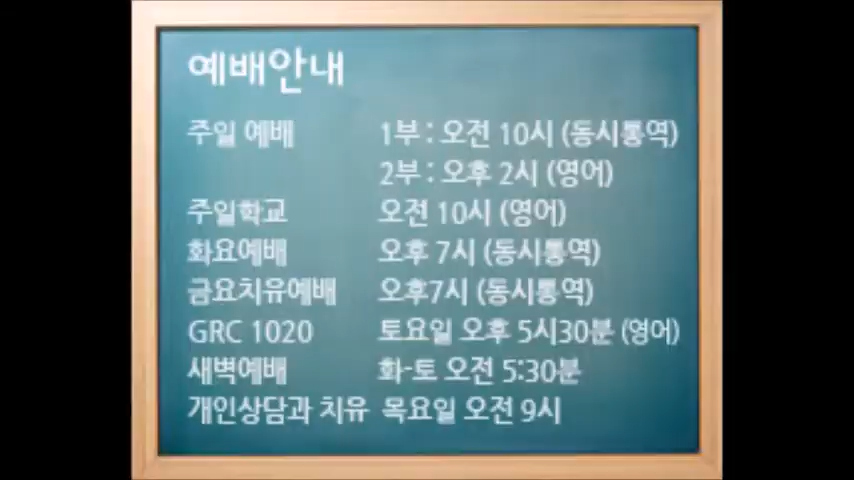 예배안내
주일 예배 1부 : 오전 10시 (동시통역)
2부 : 오후 2시 (영어)
주일학교 오전 10시 (영어)
화요예배 오후 7시 (동시통역)
금요치유예배 오후7시 (동시통역)
GRC 1020 토요일 오후 5시30분 (영어)
새벽예배 화-토 오전 5:30분
개인상담과 치유 목요일 오전 9시